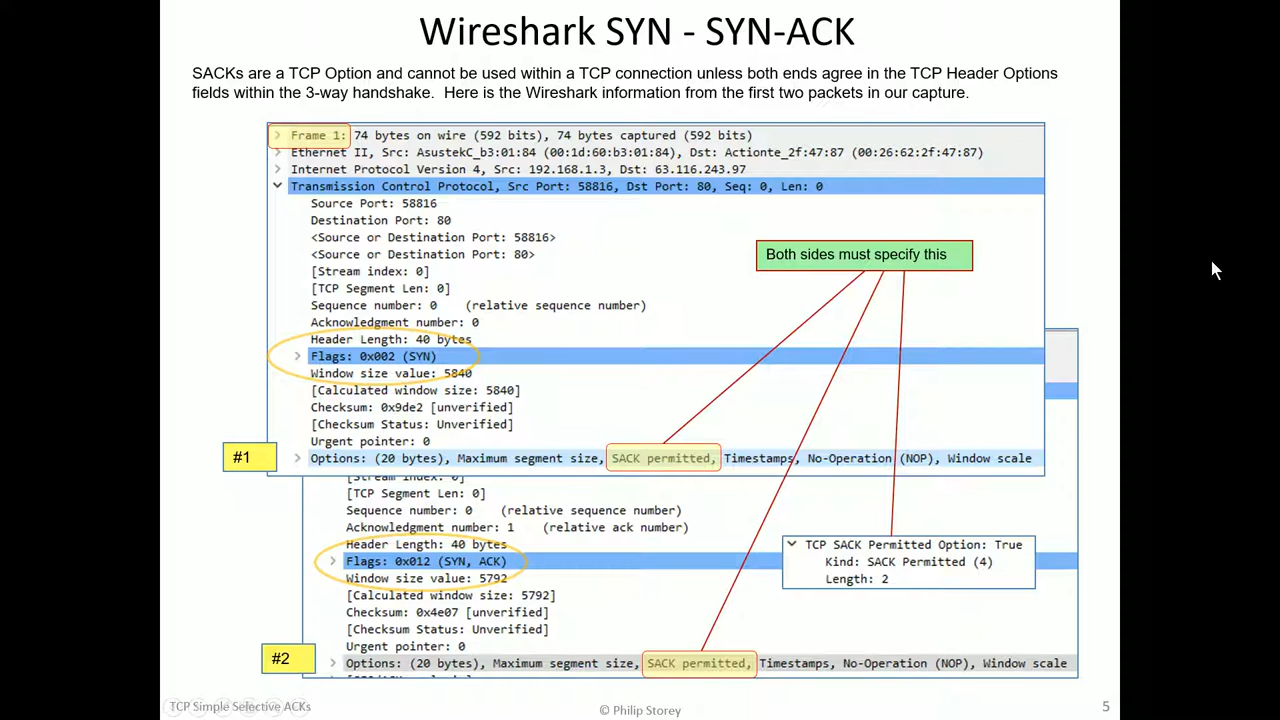 Wireshark SYN - SYN-ACK
SACKs are a TCP Option and cannot be used within a TCP connection unless both ends agree in the TCP Header Options
fields within the 3-way handshake.  Here is the Wireshark information from the first two packets in our capture.
Frame 1: 74 bytes on wire (592 bits), 74 bytes captured (592 bits)
Ethernet II, Src: AsustekC_b3:01:84 (00:1d:60:b3:01:84), Dst: Actionte_2f:47:87 (00:26:62:2f:47:87)
Internet Protocol Version 4, Src: 192.168.1.3, Dst: 63.116.243.97
Transmission Control Protocol, Src Port: 58816, Dst Port: 80, Seq: 0, Len: 0
Source Port: 58816
Destination Port: 80
<Source or Destination Port: 58816>
<Source or Destination Port: 80>
[Stream index: 0]
[TCP Segment Len: 0]
Sequence number: 0    (relative sequence number)
Acknowledgment number: 0
Header Length: 40 bytes
Flags: 0x002 (SYN)
Window size value: 5840
[Calculated window size: 5840]
Checksum: 0x9de2 [unverified]
[Checksum Status: Unverified]
Urgent pointer: 0
#1
Options: (20 bytes), Maximum segment size, SACK permitted, Timestamps, No-Operation (NOP), Window scale
Both sides must specify this
[Stream index: 0]
[TCP Segment Len: 0]
Sequence number: 0    (relative sequence number)
Acknowledgment number: 1    (relative ack number)
Header Length: 40 bytes
Flags: 0x012 (SYN, ACK)
Window size value: 5792
[Calculated window size: 5792]
Checksum: 0x4e07 [unverified]
[Checksum Status: Unverified]
Urgent pointer: 0
#2
Options: (20 bytes), Maximum segment size, SACK permitted, Timestamps, No-Operation (NOP), Window scale
TCP SACK Permitted Option: True
Kind: SACK Permitted (4)
Length: 2
TCP Simple Selective ACKs
© Philip Storey
5